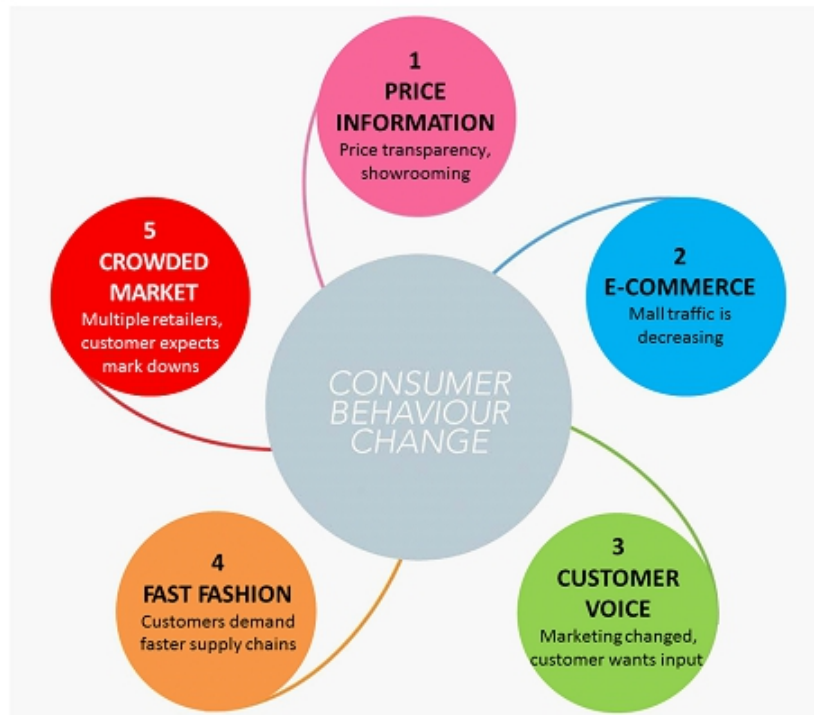 1
PRICE
INFORMATION
Price transparency,
showrooming
2
E-COMMERCE
Mall traffic is
decreasing
3
CUSTOMER
VOICE
Marketing changed,
customer wants input
4
FAST FASHION
Customers demand
faster supply chains
5
CROWDED
MARKET
Multiple retailers,
customer expects
mark downs
CONSUMER
BEHAVIOUR
CHANGE